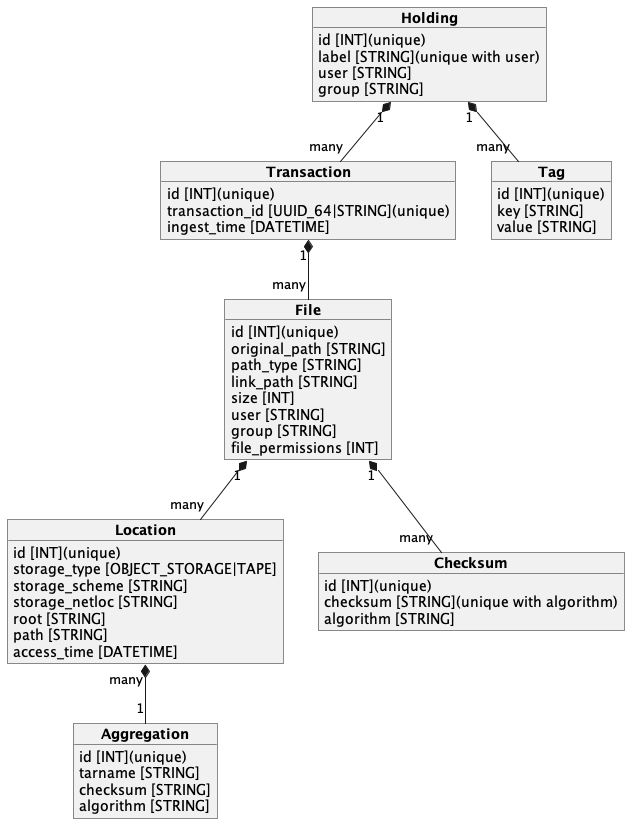 Holding
id [INT](unique)
label [STRING](unique with user)
user [STRING]
group [STRING]
1
1
many
many
Transaction
id [INT](unique)
transaction_id [UUID_64|STRING](unique)
ingest_time [DATETIME]
Tag
id [INT](unique)
key [STRING]
value [STRING]
1
many
File
id [INT](unique)
original_path [STRING]
path_type [STRING]
link_path [STRING]
size [INT]
user [STRING]
group [STRING]
file_permissions [INT]
1
1
many
many
Location
id [INT](unique)
storage_type [OBJECT_STORAGE|TAPE]
storage_scheme [STRING]
storage_netloc [STRING]
root [STRING]
path [STRING]
access_time [DATETIME]
Checksum
id [INT](unique)
checksum [STRING](unique with algorithm)
algorithm [STRING]
many
1
Aggregation
id [INT](unique)
tarname [STRING]
checksum [STRING]
algorithm [STRING]